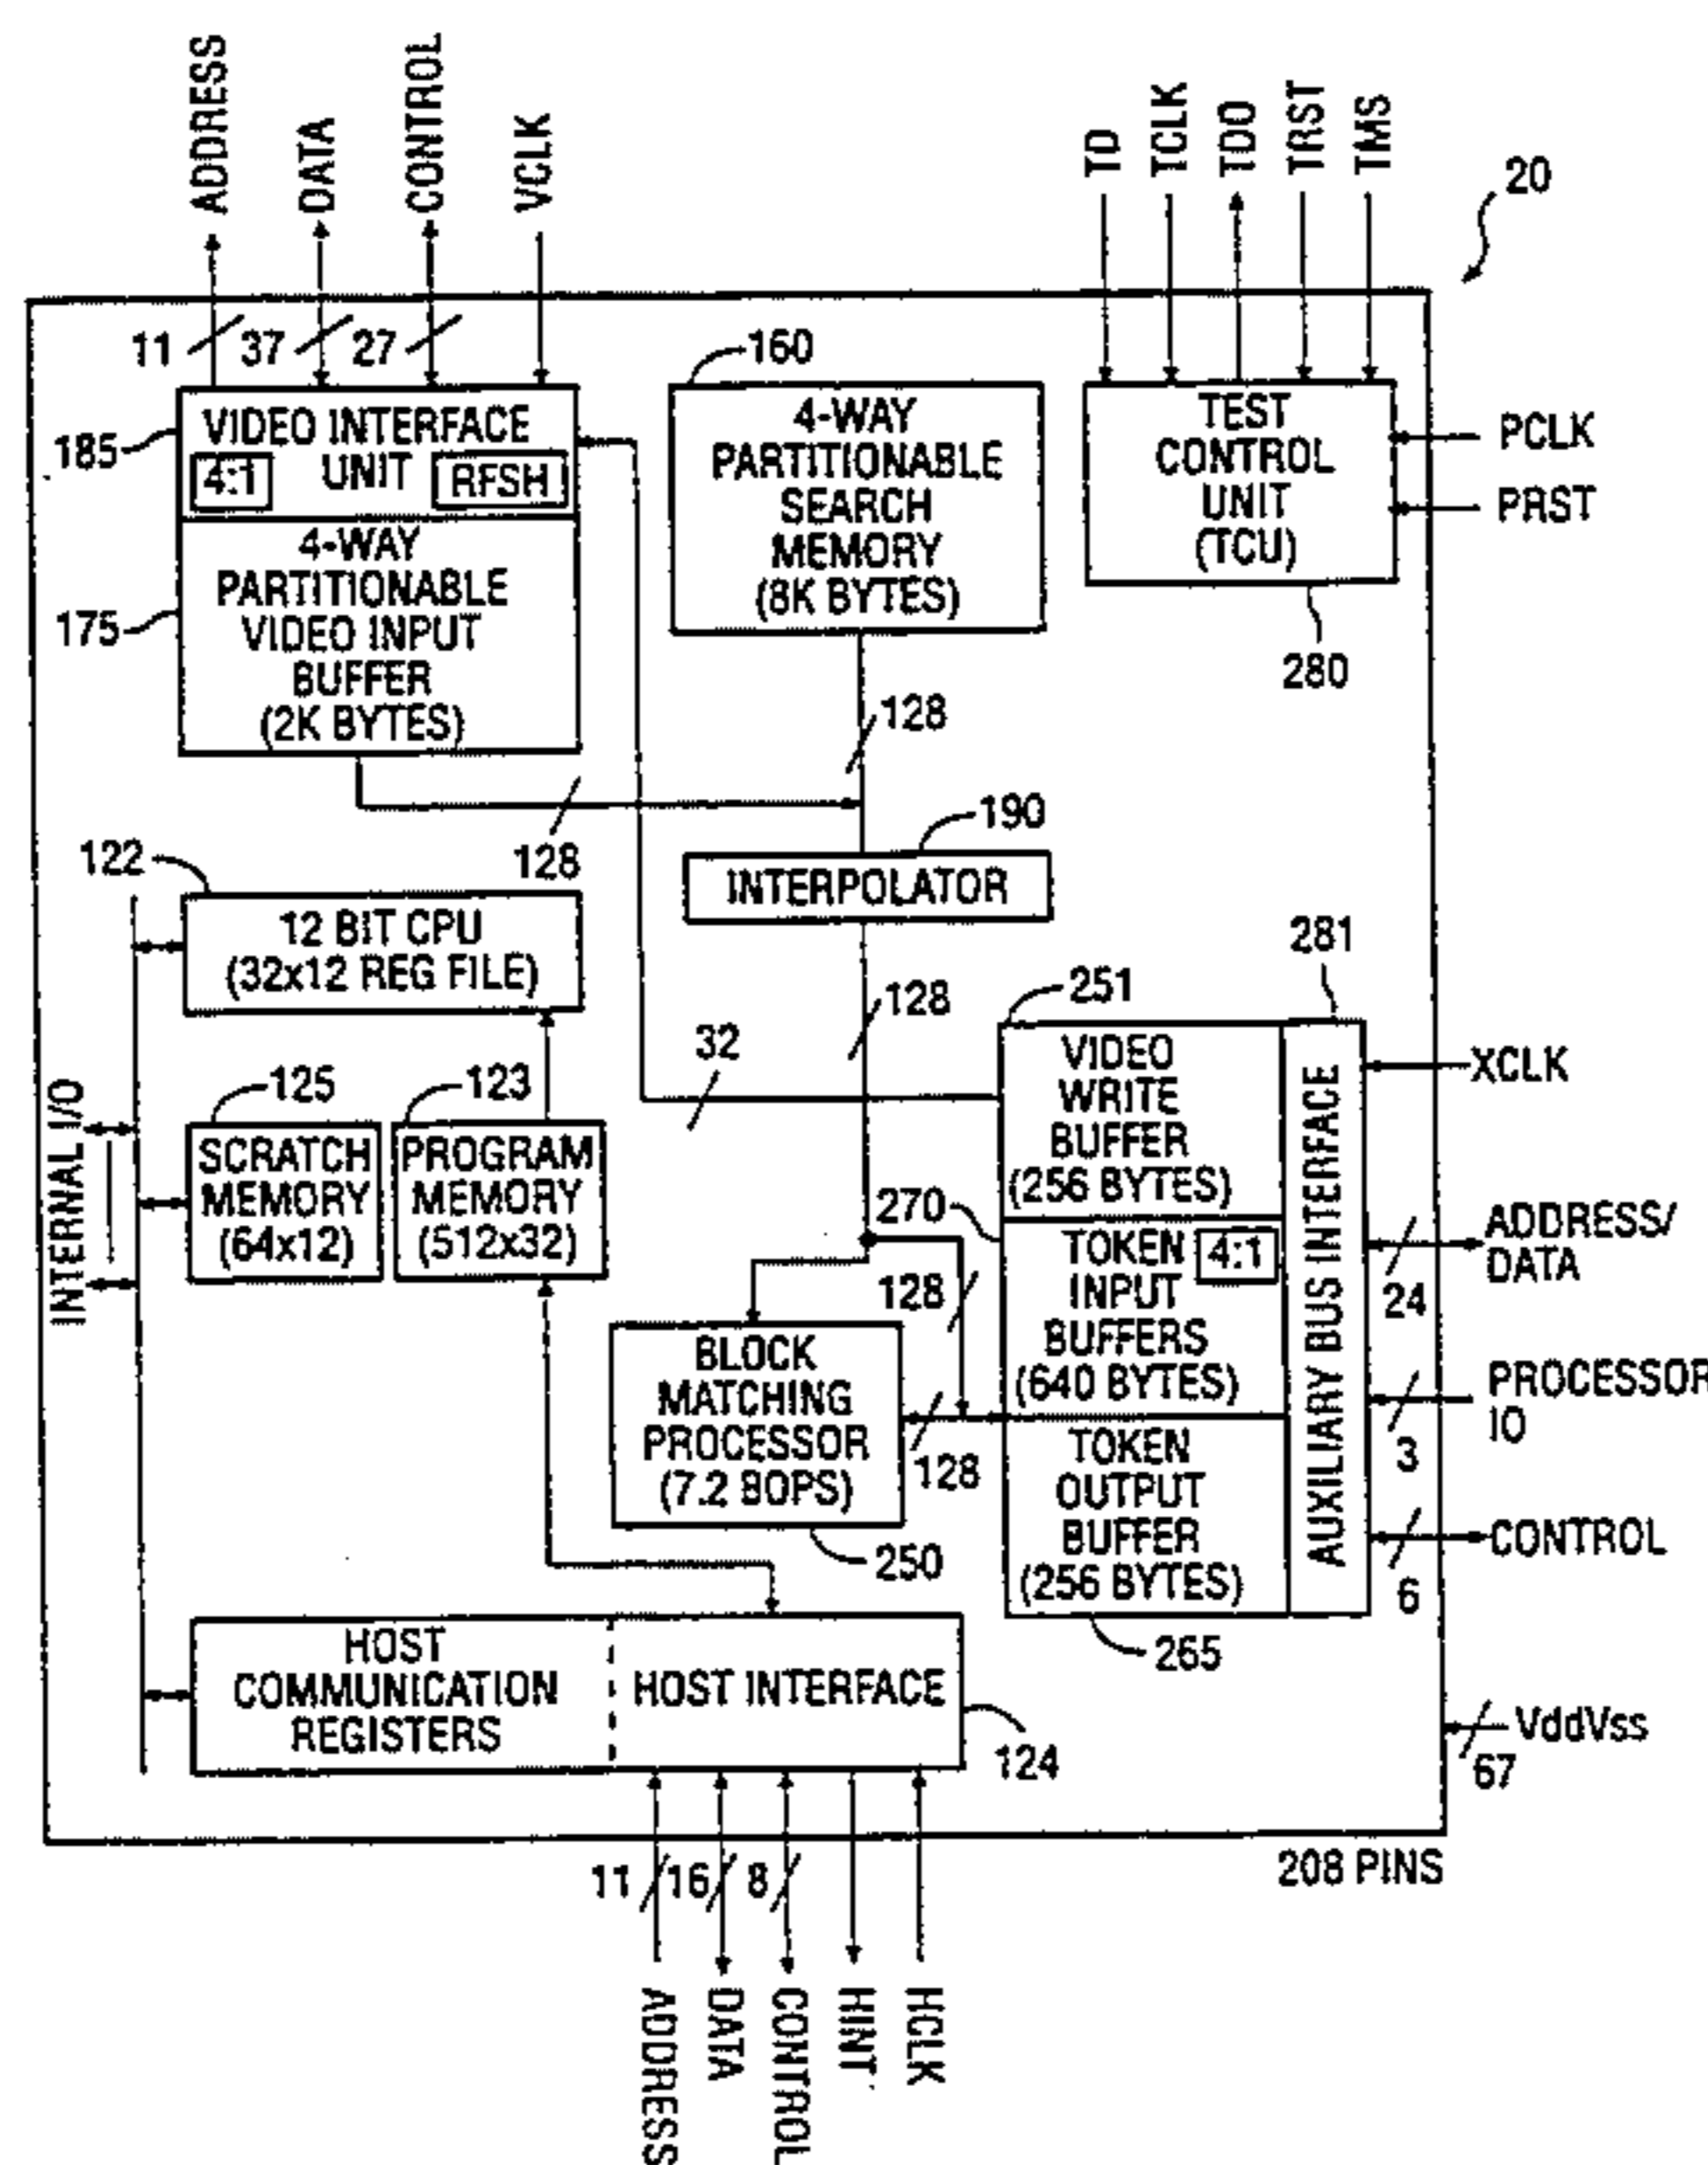 ADDRESS
DATA
CONTROL
VCLK
TD
TCLK
TDO
TRST
TMS
20
11
37
27
185
VIDEO INTERFACE
UNIT
4:1
RFSH
175
4-WAY
PARTITIONABLE
VIDEO INPUT
BUFFER
(2K BYTES)
160
4-WAY
PARTITIONABLE
SEARCH
MEMORY
(8K BYTES)
TEST
CONTROL
UNIT
(TCU)
PCLK
PRST
280
128
128
190
INTERPOLATOR
122
12 BIT CPU
(32x12 REG FILE)
128
32
INTERNAL I/O
125
SCRATCH
MEMORY
(64x12)
123
PROGRAM
MEMORY
(512x32)
251
281
VIDEO
WRITE
BUFFER
(256 BYTES)
270
TOKEN
4:1
INPUT
BUFFERS
(640 BYTES)
TOKEN
OUTPUT
BUFFER
(256 BYTES)
265
AUXILIARY BUS INTERFACE
XCLK
ADDRESS/
DATA
24
PROCESSOR
IO
3
CONTROL
6
128
128
BLOCK
MATCHING
PROCESSOR
(7.2 BOPS)
250
HOST
COMMUNICATION
REGISTERS
HOST INTERFACE
124
VddVss
67
208 PINS
11
16
8
ADDRESS
DATA
CONTROL
HINT
HCLK